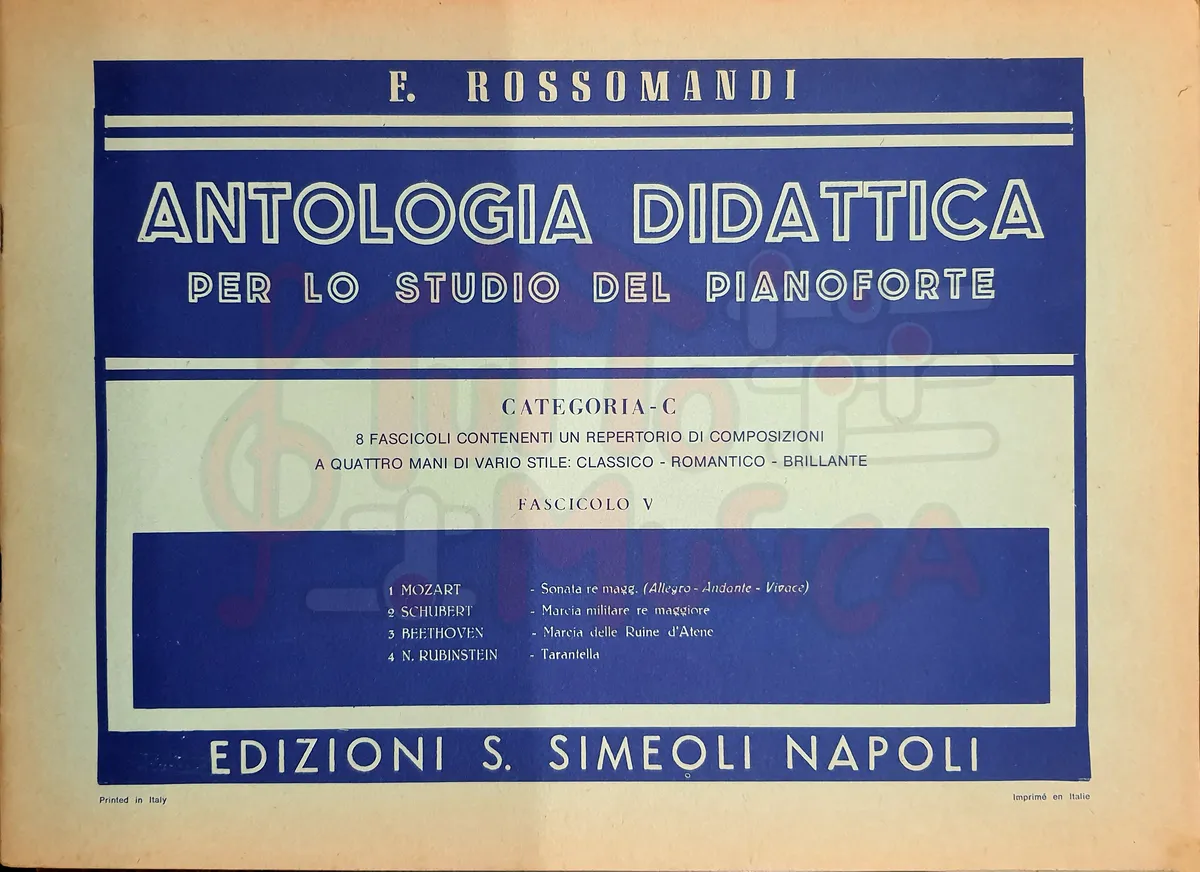 F. ROSSOMANDI
ANTOLOGIA DIDATTICA
PER LO STUDIO DEL PIANOFORTE
CATEGORIA-C
8 FASCICOLI CONTENENTI UN REPERTORIO DI COMPOSIZIONI
A QUATTRO MANI DI VARIO STILE: CLASSICO - ROMANTICO - BRILLANTE
FASCICOLO V
TUTTO
MUSICA
1 MOZART - Sonata re magg. (Allegro - Andante - Vivace)
2 SCHUBERT - Marcia militare re maggiore
3 BEETHOVEN - Marcia delle Ruine d'Atene
4 N. RUBINSTEIN - Tarantella
EDIZIONI S. SIMEOLI NAPOLI
Printed in Italy
Imprimé en Italie